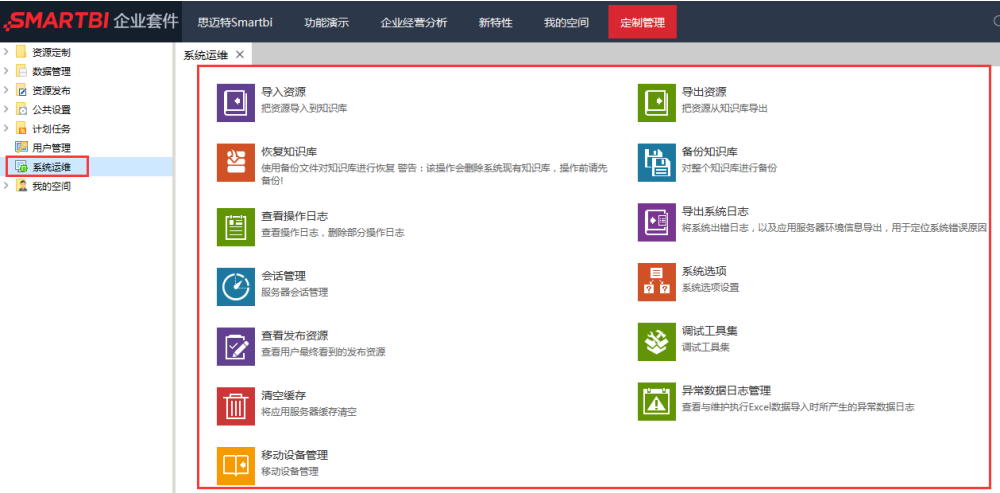 SMARTBI 企业套件
思迈特Smartbi
功能演示
企业经营分析
新特性
我的空间
定制管理
资源定制
数据管理
资源发布
公共设置
计划任务
用户管理
系统运维
我的空间
系统运维
导入资源
把资源导入到知识库
导出资源
把资源从知识库导出
恢复知识库
使用备份文件对知识库进行恢复 警告：该操作会删除系统现有知识库，操作前请先
备份!
备份知识库
对整个知识库进行备份
查看操作日志
查看操作日志，删除部分操作日志
导出系统日志
将系统出错日志，以及应用服务器环境信息导出，用于定位系统错误原因
会话管理
服务器会话管理
系统选项
系统选项设置
查看发布资源
查看用户最终看到的发布资源
调试工具集
调试工具集
清空缓存
将应用服务器缓存清空
异常数据日志管理
查看与维护执行Excel数据导入时所产生的异常数据日志
移动设备管理
移动设备管理